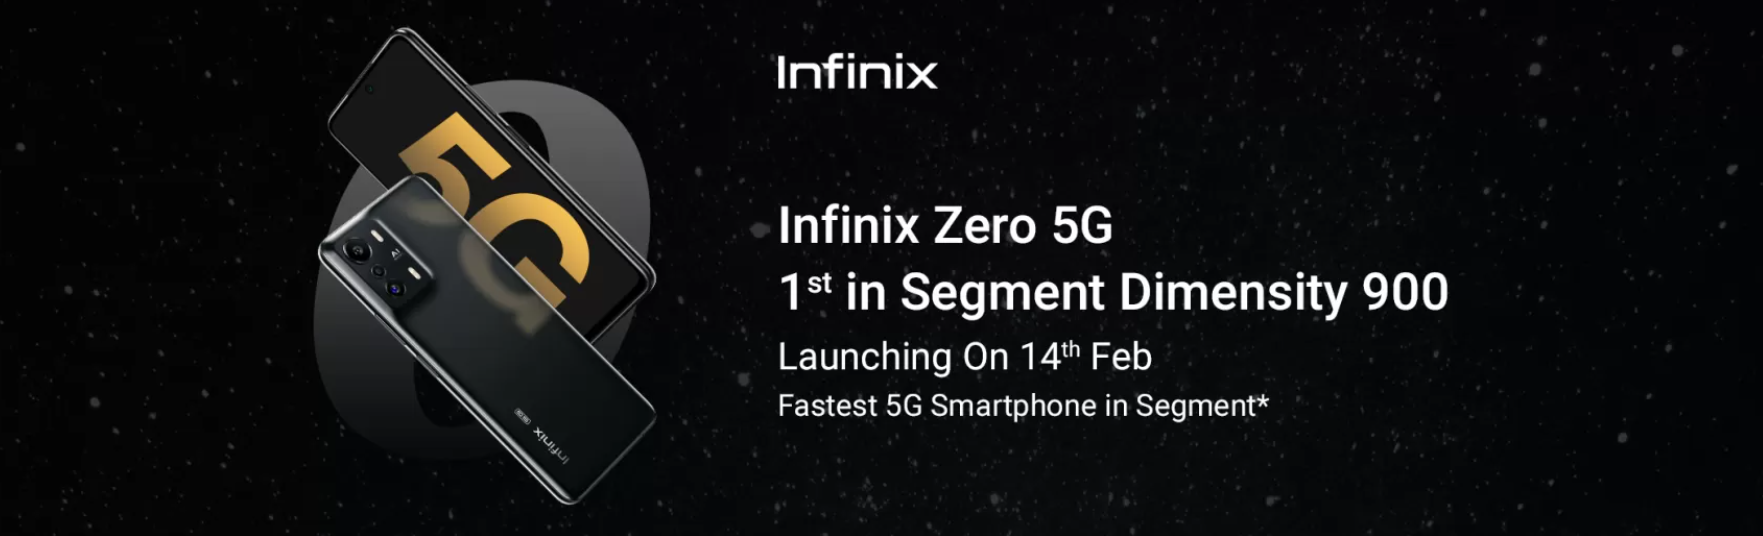 Infinix
Infinix Zero 5G
1st in Segment Dimensity 900
Launching On 14th Feb
Fastest 5G Smartphone in Segment*
5G
AI
Infinix